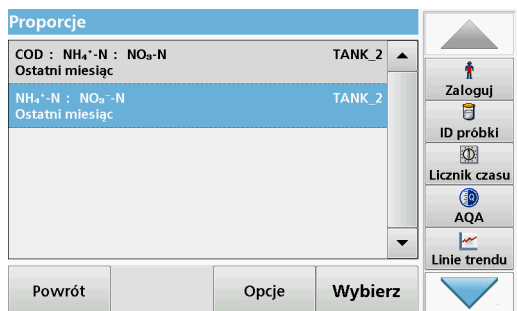 Proporje
COD : NH₄⁺-N : NO₃-N TANK_2
Ostatni miesiąc
NH₄⁺-N : NO₃⁻-N TANK_2
Ostatni miesiąc
Zaloguj
ID próbki
Licznik czasu
AQA
Linie trendu
Powrót
Opcje
Wybierz